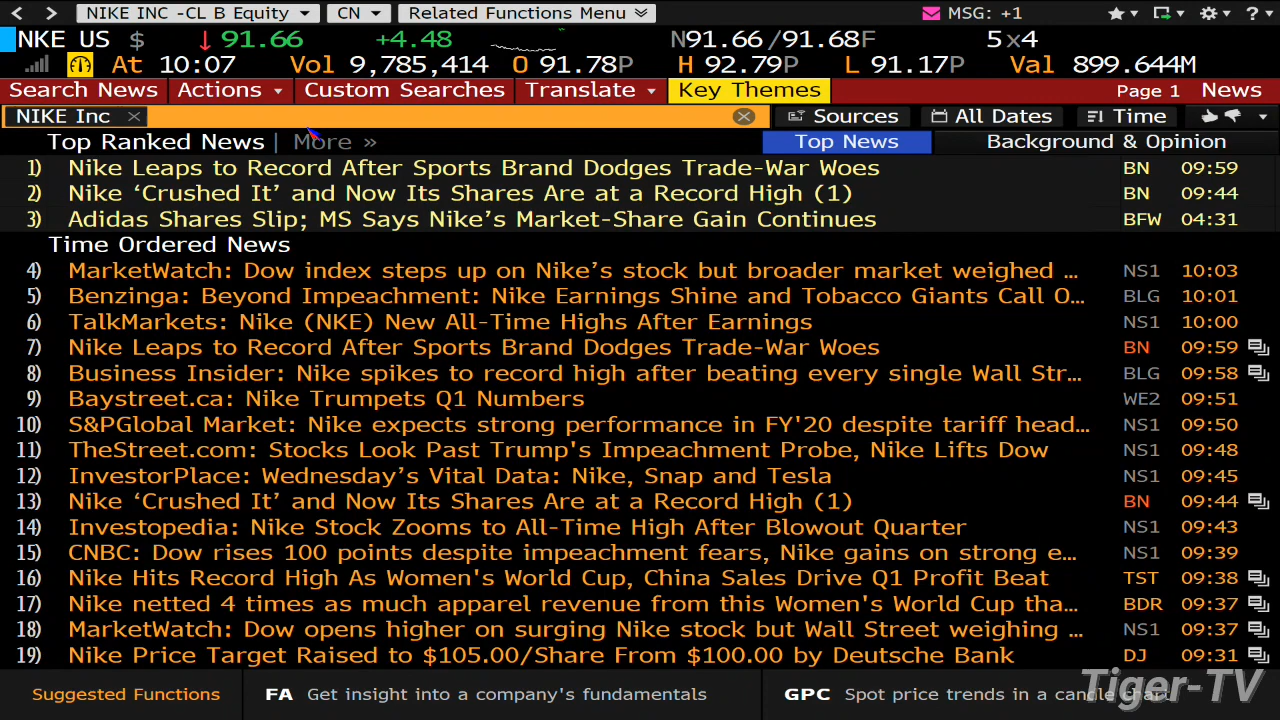 NIKE INC -CL B Equity CN Related Functions Menu MSG: +1
NKE US $ ↓ 91.66 +4.48 N91.66/91.68F 5x4
At 10:07 Vol 9,785,414 O 91.78P H 92.79P L 91.17P Val 899.644M
Search News Actions Custom Searches Translate Key Themes Page 1 News
NIKE Inc Sources All Dates Time
Top Ranked News | More » Top News Background & Opinion
1) Nike Leaps to Record After Sports Brand Dodges Trade-War Woes BN 09:59
2) Nike ‘Crushed It’ and Now Its Shares Are at a Record High (1) BN 09:44
3) Adidas Shares Slip; MS Says Nike’s Market-Share Gain Continues BFW 04:31
Time Ordered News
4) MarketWatch: Dow index steps up on Nike’s stock but broader market weighed ... NS1 10:03
5) Benzinga: Beyond Impeachment: Nike Earnings Shine and Tobacco Giants Call O... BLG 10:01
6) TalkMarkets: Nike (NKE) New All-Time Highs After Earnings NS1 10:00
7) Nike Leaps to Record After Sports Brand Dodges Trade-War Woes BN 09:59
8) Business Insider: Nike spikes to record high after beating every single Wall Str... BLG 09:58
9) Baystreet.ca: Nike Trumpets Q1 Numbers WE2 09:51
10) S&PGlobal Market: Nike expects strong performance in FY'20 despite tariff head... NS1 09:50
11) TheStreet.com: Stocks Look Past Trump's Impeachment Probe, Nike Lifts Dow NS1 09:48
12) InvestorPlace: Wednesday’s Vital Data: Nike, Snap and Tesla NS1 09:45
13) Nike ‘Crushed It’ and Now Its Shares Are at a Record High (1) BN 09:44
14) Investopedia: Nike Stock Zooms to All-Time High After Blowout Quarter NS1 09:43
15) CNBC: Dow rises 100 points despite impeachment fears, Nike gains on strong e... NS1 09:39
16) Nike Hits Record High As Women's World Cup, China Sales Drive Q1 Profit Beat TST 09:38
17) Nike netted 4 times as much apparel revenue from this Women's World Cup tha... BDR 09:37
18) MarketWatch: Dow opens higher on surging Nike stock but Wall Street weighing ... NS1 09:37
19) Nike Price Target Raised to $105.00/Share From $100.00 by Deutsche Bank DJ 09:31
Suggested Functions FA Get insight into a company's fundamentals GPC Spot price trends in a candle chart
Tiger-TV